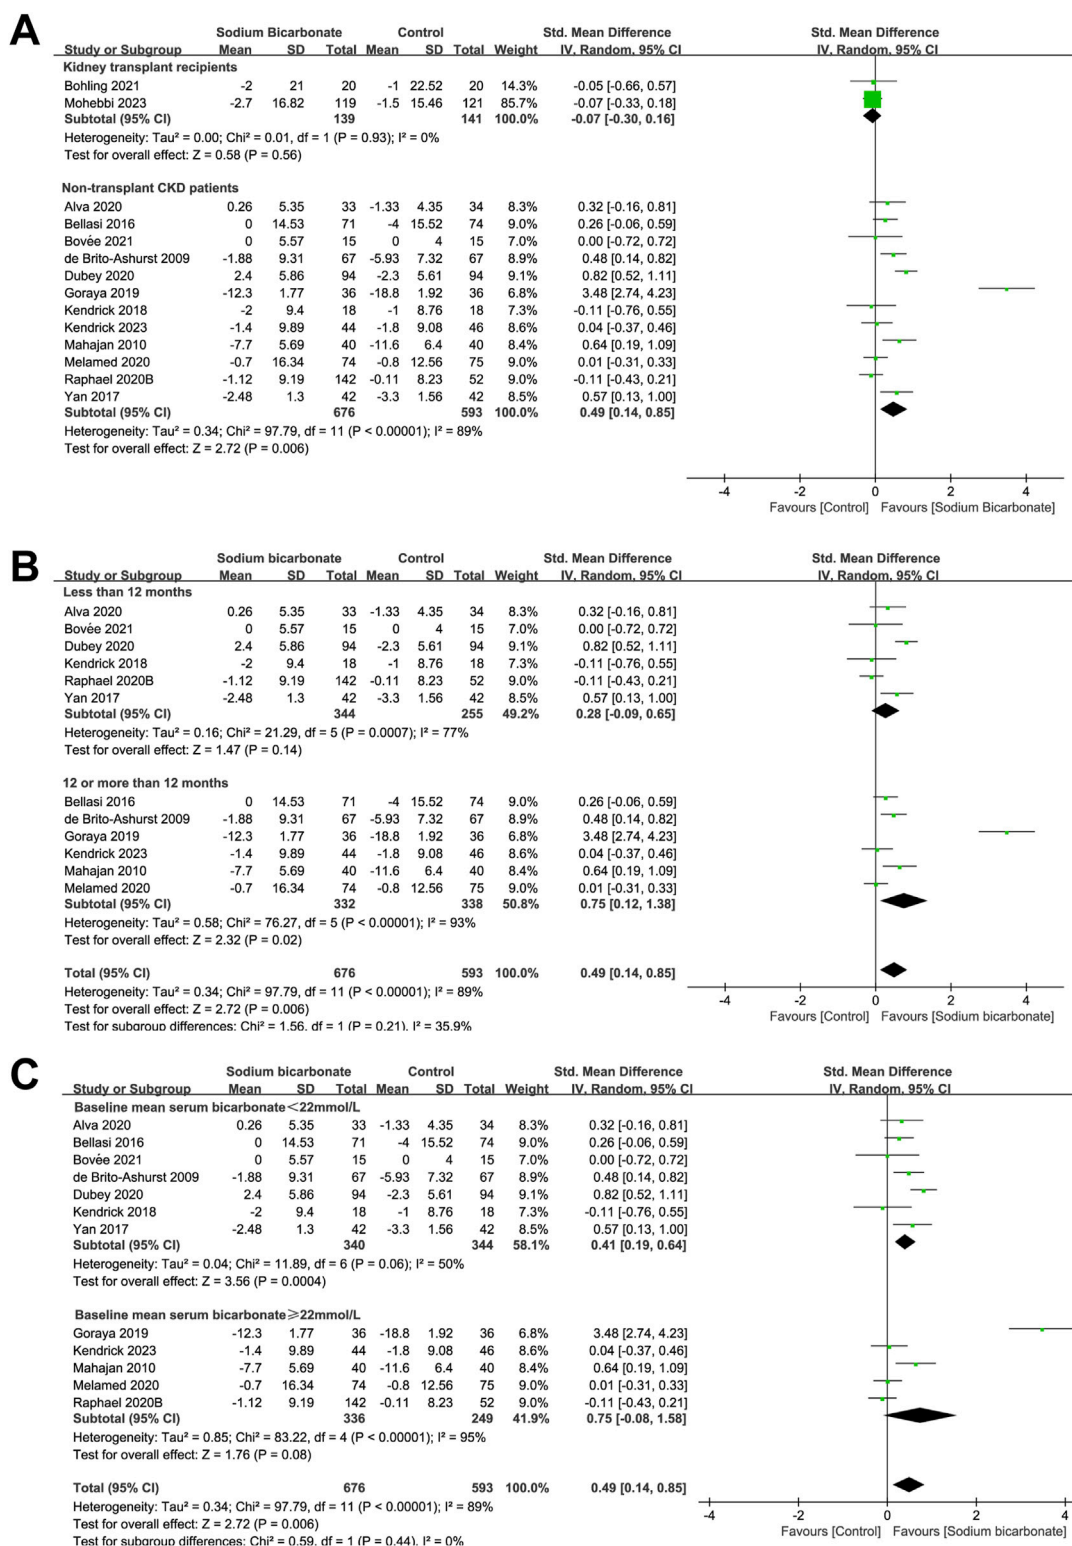 A
Sodium Bicarbonate Control Std. Mean Difference Std. Mean Difference
Study or Subgroup Mean SD Total Mean SD Total Weight IV, Random, 95% CI IV, Random, 95% CI
Kidney transplant recipients
Bohling 2021 -2 21 20 -1 22.52 20 14.3% -0.05 [-0.66, 0.57]
Mohebbi 2023 -2.7 16.82 119 -1.5 15.46 121 85.7% -0.07 [-0.33, 0.18]
Subtotal (95% CI) 139 141 100.0% -0.07 [-0.30, 0.16]
Heterogeneity: Tau² = 0.00; Chi² = 0.01, df = 1 (P = 0.93); I² = 0%
Test for overall effect: Z = 0.58 (P = 0.56)
Non-transplant CKD patients
Alva 2020 0.26 5.35 33 -1.33 4.35 34 8.3% 0.32 [-0.16, 0.81]
Bellasi 2016 0 14.53 71 -4 15.52 74 9.0% 0.26 [-0.06, 0.59]
Bovée 2021 0 5.57 15 0 4 15 7.0% 0.00 [-0.72, 0.72]
de Brito-Ashurst 2009 -1.88 9.31 67 -5.93 7.32 67 8.9% 0.48 [0.14, 0.82]
Dubey 2020 2.4 5.86 94 -2.3 5.61 94 9.1% 0.82 [0.52, 1.11]
Goraya 2019 -12.3 1.77 36 -18.8 1.92 36 6.8% 3.48 [2.74, 4.23]
Kendrick 2018 -2 9.4 18 -1 8.76 18 7.3% -0.11 [-0.76, 0.55]
Kendrick 2023 -1.4 9.89 44 -1.8 9.08 46 8.6% 0.04 [-0.37, 0.46]
Mahajan 2010 -7.7 5.69 40 -11.6 6.4 40 8.4% 0.64 [0.19, 1.09]
Melamed 2020 -0.7 16.34 74 -0.8 12.56 75 9.0% 0.01 [-0.31, 0.33]
Raphael 2020B -1.12 9.19 142 -0.11 8.23 52 9.0% -0.11 [-0.43, 0.21]
Yan 2017 -2.48 1.3 42 -3.3 1.56 42 8.5% 0.57 [0.13, 1.00]
Subtotal (95% CI) 676 593 100.0% 0.49 [0.14, 0.85]
Heterogeneity: Tau² = 0.34; Chi² = 97.79, df = 11 (P < 0.00001); I² = 89%
Test for overall effect: Z = 2.72 (P = 0.006)
-4 -2 0 2 4
Favours [Control] Favours [Sodium Bicarbonate]
B
Sodium bicarbonate Control Std. Mean Difference Std. Mean Difference
Study or Subgroup Mean SD Total Mean SD Total Weight IV, Random, 95% CI IV, Random, 95% CI
Less than 12 months
Alva 2020 0.26 5.35 33 -1.33 4.35 34 8.3% 0.32 [-0.16, 0.81]
Bovée 2021 0 5.57 15 0 4 15 7.0% 0.00 [-0.72, 0.72]
Dubey 2020 2.4 5.86 94 -2.3 5.61 94 9.1% 0.82 [0.52, 1.11]
Kendrick 2018 -2 9.4 18 -1 8.76 18 7.3% -0.11 [-0.76, 0.55]
Raphael 2020B -1.12 9.19 142 -0.11 8.23 52 9.0% -0.11 [-0.43, 0.21]
Yan 2017 -2.48 1.3 42 -3.3 1.56 42 8.5% 0.57 [0.13, 1.00]
Subtotal (95% CI) 344 255 49.2% 0.28 [-0.09, 0.65]
Heterogeneity: Tau² = 0.16; Chi² = 21.29, df = 5 (P = 0.0007); I² = 77%
Test for overall effect: Z = 1.47 (P = 0.14)
12 or more than 12 months
Bellasi 2016 0 14.53 71 -4 15.52 74 9.0% 0.26 [-0.06, 0.59]
de Brito-Ashurst 2009 -1.88 9.31 67 -5.93 7.32 67 8.9% 0.48 [0.14, 0.82]
Goraya 2019 -12.3 1.77 36 -18.8 1.92 36 6.8% 3.48 [2.74, 4.23]
Kendrick 2023 -1.4 9.89 44 -1.8 9.08 46 8.6% 0.04 [-0.37, 0.46]
Mahajan 2010 -7.7 5.69 40 -11.6 6.4 40 8.4% 0.64 [0.19, 1.09]
Melamed 2020 -0.7 16.34 74 -0.8 12.56 75 9.0% 0.01 [-0.31, 0.33]
Subtotal (95% CI) 332 338 50.8% 0.75 [0.12, 1.38]
Heterogeneity: Tau² = 0.58; Chi² = 76.27, df = 5 (P < 0.00001); I² = 93%
Test for overall effect: Z = 2.32 (P = 0.02)
Total (95% CI) 676 593 100.0% 0.49 [0.14, 0.85]
Heterogeneity: Tau² = 0.34; Chi² = 97.79, df = 11 (P < 0.00001); I² = 89%
Test for overall effect: Z = 2.72 (P = 0.006)
Test for subgroup differences: Chi² = 1.56, df = 1 (P = 0.21), I² = 35.9%
-4 -2 0 2 4
Favours [Control] Favours [Sodium bicarbonate]
C
Sodium bicarbonate Control Std. Mean Difference Std. Mean Difference
Study or Subgroup Mean SD Total Mean SD Total Weight IV, Random, 95% CI IV, Random, 95% CI
Baseline mean serum bicarbonate＜22mmol/L
Alva 2020 0.26 5.35 33 -1.33 4.35 34 8.3% 0.32 [-0.16, 0.81]
Bellasi 2016 0 14.53 71 -4 15.52 74 9.0% 0.26 [-0.06, 0.59]
Bovée 2021 0 5.57 15 0 4 15 7.0% 0.00 [-0.72, 0.72]
de Brito-Ashurst 2009 -1.88 9.31 67 -5.93 7.32 67 8.9% 0.48 [0.14, 0.82]
Dubey 2020 2.4 5.86 94 -2.3 5.61 94 9.1% 0.82 [0.52, 1.11]
Kendrick 2018 -2 9.4 18 -1 8.76 18 7.3% -0.11 [-0.76, 0.55]
Yan 2017 -2.48 1.3 42 -3.3 1.56 42 8.5% 0.57 [0.13, 1.00]
Subtotal (95% CI) 340 344 58.1% 0.41 [0.19, 0.64]
Heterogeneity: Tau² = 0.04; Chi² = 11.89, df = 6 (P = 0.06); I² = 50%
Test for overall effect: Z = 3.56 (P = 0.0004)
Baseline mean serum bicarbonate≥22mmol/L
Goraya 2019 -12.3 1.77 36 -18.8 1.92 36 6.8% 3.48 [2.74, 4.23]
Kendrick 2023 -1.4 9.89 44 -1.8 9.08 46 8.6% 0.04 [-0.37, 0.46]
Mahajan 2010 -7.7 5.69 40 -11.6 6.4 40 8.4% 0.64 [0.19, 1.09]
Melamed 2020 -0.7 16.34 74 -0.8 12.56 75 9.0% 0.01 [-0.31, 0.33]
Raphael 2020B -1.12 9.19 142 -0.11 8.23 52 9.0% -0.11 [-0.43, 0.21]
Subtotal (95% CI) 336 249 41.9% 0.75 [-0.08, 1.58]
Heterogeneity: Tau² = 0.85; Chi² = 83.22, df = 4 (P < 0.00001); I² = 95%
Test for overall effect: Z = 1.76 (P = 0.08)
Total (95% CI) 676 593 100.0% 0.49 [0.14, 0.85]
Heterogeneity: Tau² = 0.34; Chi² = 97.79, df = 11 (P < 0.00001); I² = 89%
Test for overall effect: Z = 2.72 (P = 0.006)
Test for subgroup differences: Chi² = 0.59, df = 1 (P = 0.44), I² = 0%
-4 -2 0 2 4
Favours [Control] Favours [Sodium bicarbonate]